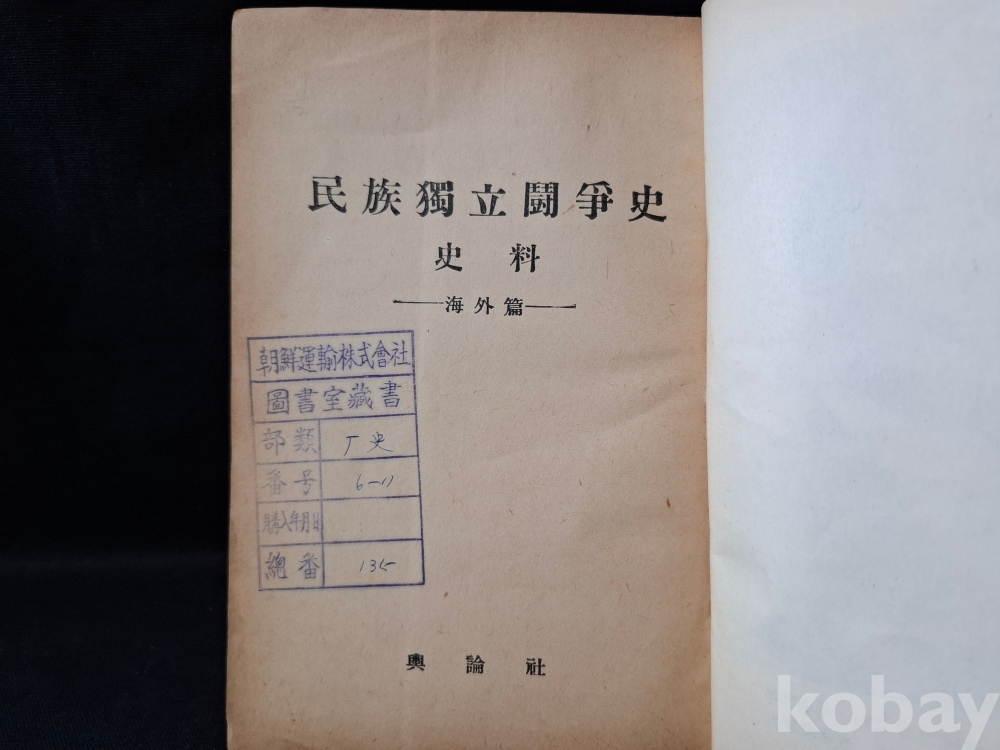 民族獨立鬪爭史
史料
海外篇
朝鮮運輸株式會社
圖書室藏書
部類 丆史
番号 6-11
購入年月日
總番 135
輿論社
kobay